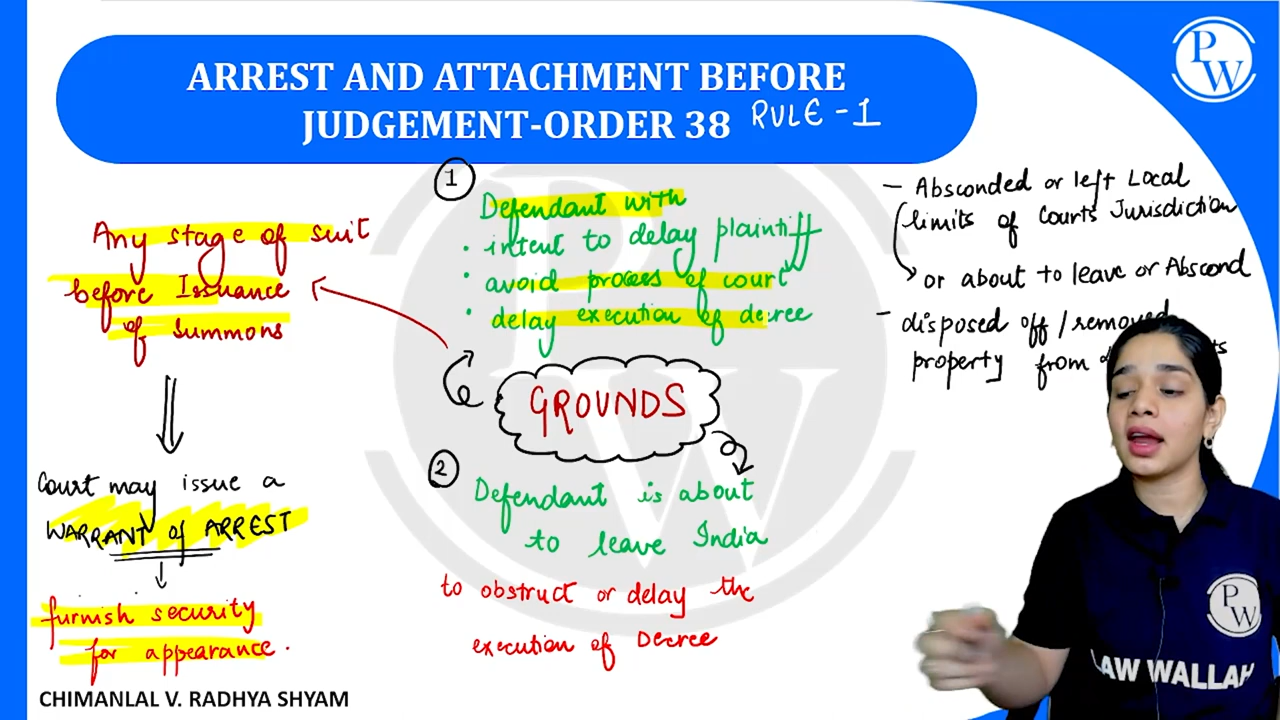 ARREST AND ATTACHMENT BEFORE
JUDGEMENT-ORDER 38 RULE - 1
PW
Any stage of suit
before Issuance
of summons
Court may issue a
WARRANT of ARREST
furnish security
for appearance.
1
Defendant with
• intent to delay plaintiff
• avoid process of court
• delay execution of decree
GROUNDS
2
Defendant is about
to leave India
to obstruct or delay the
execution of Decree
- Absconded or left Local
limits of Courts Jurisdiction
or about to leave or Abscond
- disposed off / removed
property from
CHIMANLAL V. RADHYA SHYAM
PW
LAW WALLAH